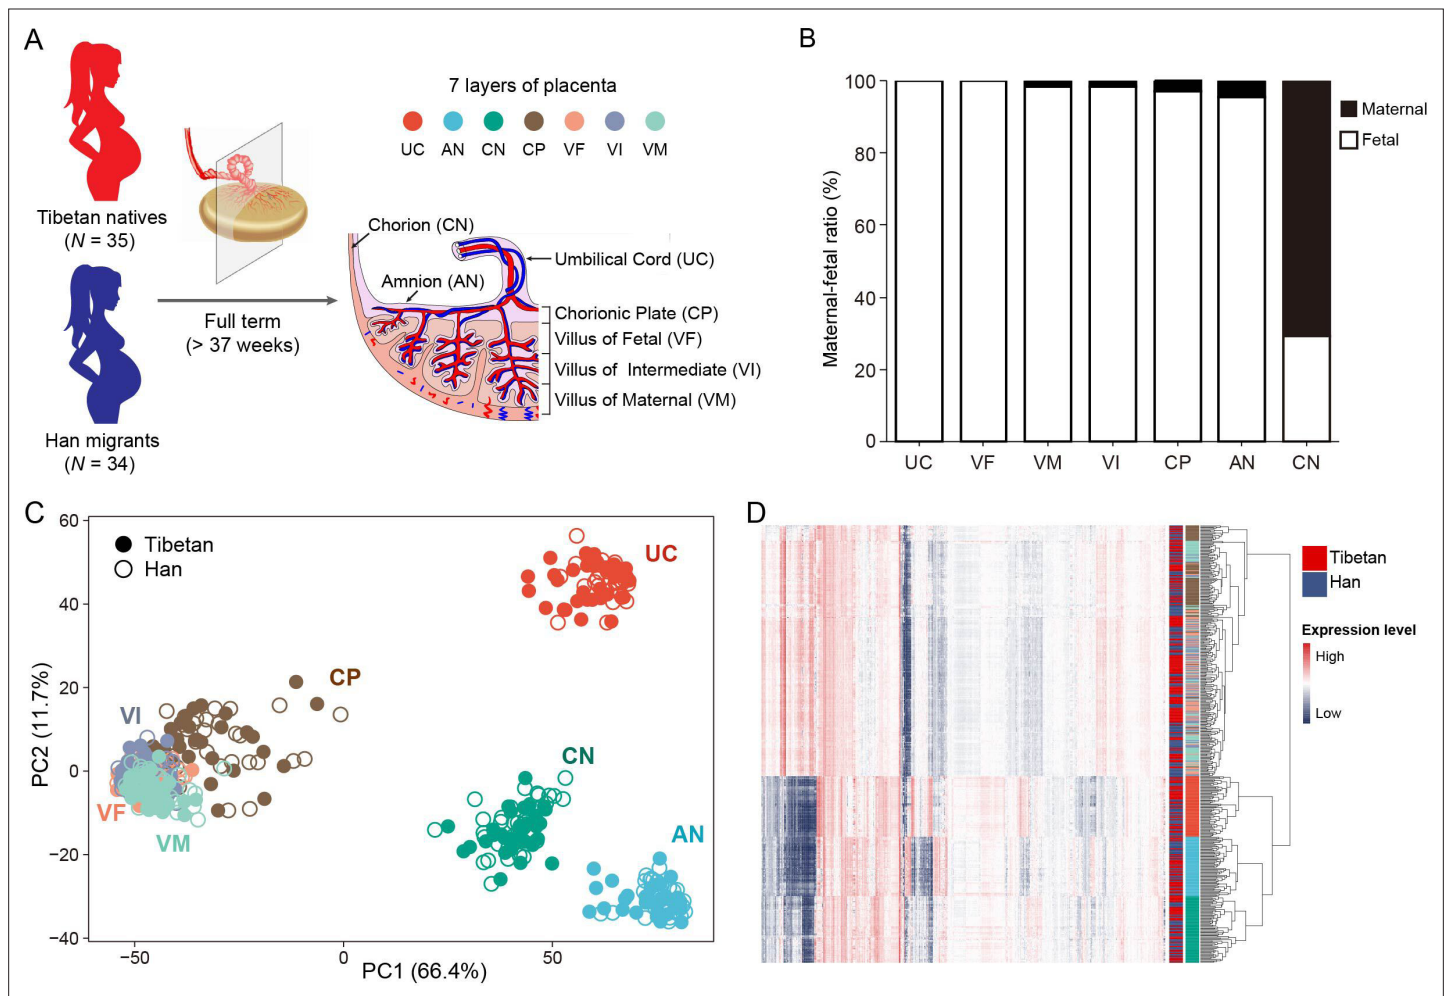 A
Tibetan natives
(N = 35)
Han migrants
(N = 34)
Full term
(> 37 weeks)
7 layers of placenta
UC AN CN CP VF VI VM
Chorion (CN)
Amnion (AN)
Umbilical Cord (UC)
Chorionic Plate (CP)
Villus of Fetal (VF)
Villus of Intermediate (VI)
Villus of Maternal (VM)
B
Maternal-fetal ratio (%)
100
80
60
40
20
0
UC VF VM VI CP AN CN
Maternal
Fetal
C
Tibetan
Han
PC2 (11.7%)
60
40
20
0
−20
−40
UC
CP
VI
VF
VM
CN
AN
−50 0 50
PC1 (66.4%)
D
Tibetan
Han
Expression level
High
Low